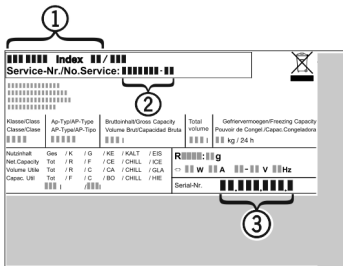 1
Index /
Service-Nr./No.Service: -
2
Klasse/Class Ap-Typ/AP-Type Bruttoinhalt/Gross Capacity Total Gefriervermoegen/Freezing Capacity
Classe/Clase AP-Type/AP-Tipo Volume Brut/Capacidad Bruta volume Pouvoir de Congel./Capac.Congeladora
l l kg / 24 h
Nutzinhalt Ges / K / G / KE / KALT / EIS
Net.Capacity Tot / R / F / CE / CHILL / ICE
Volume Utile Tot / R / C / CA / CHILL / GLA
Capac. Util Tot / F / C / BO / CHILL / HIE
l / l
R : g
W A - V Hz
Serial-Nr. . . .
3